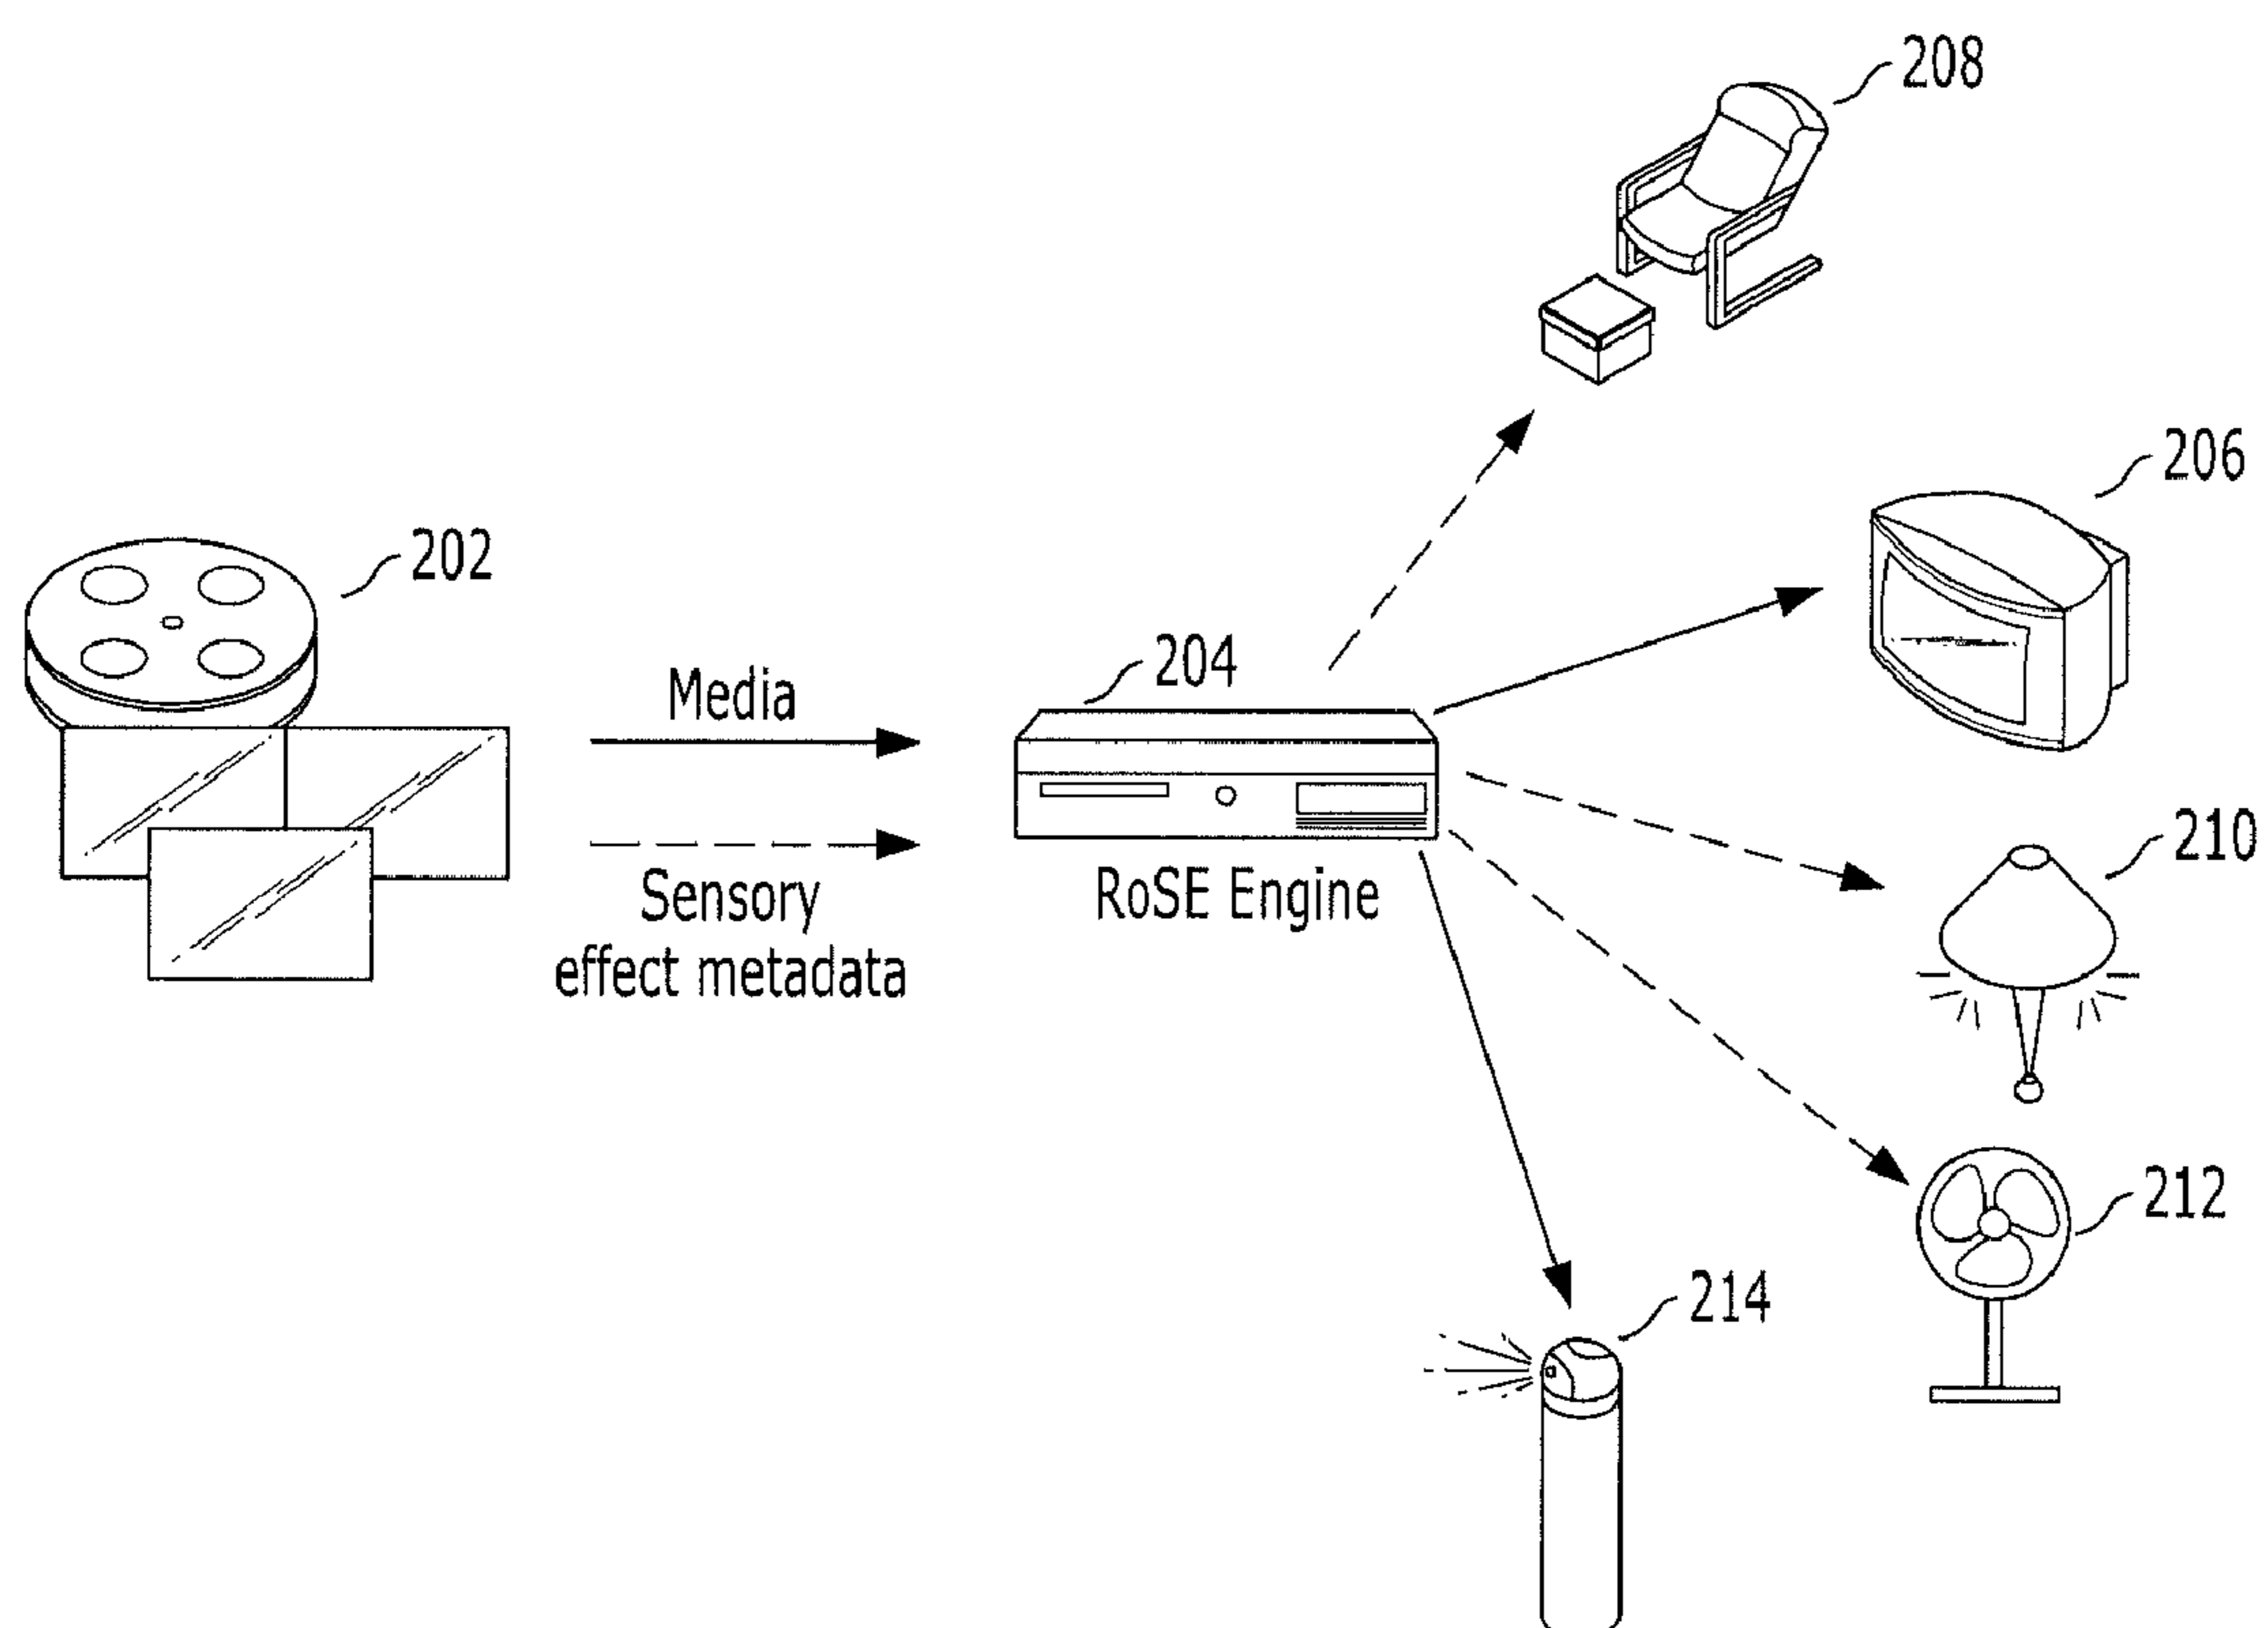 208
206
202
204
Media
210
Sensory
effect metadata
RoSE Engine
212
214